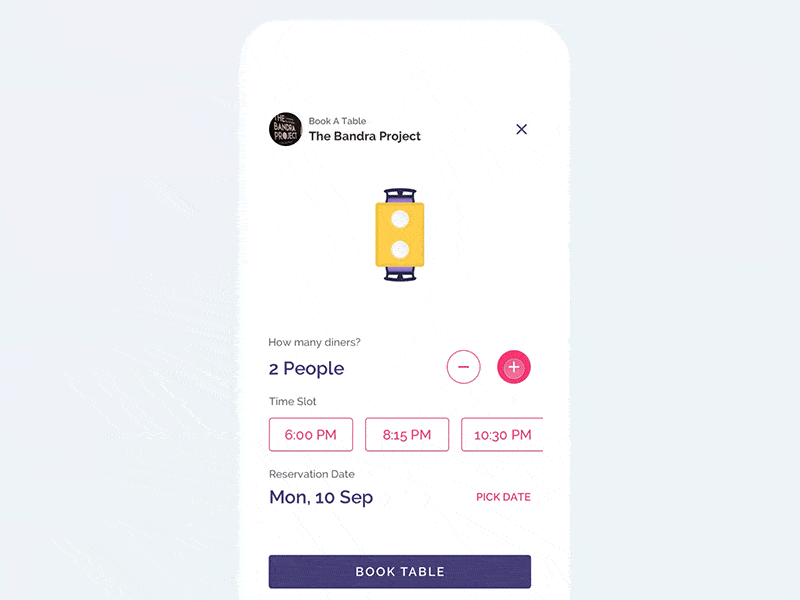 THE
BANDRA
PROJECT
Book A Table
The Bandra Project
How many diners?
2 People
Time Slot
6:00 PM 8:15 PM 10:30 PM
Reservation Date
Mon, 10 Sep
PICK DATE
BOOK TABLE